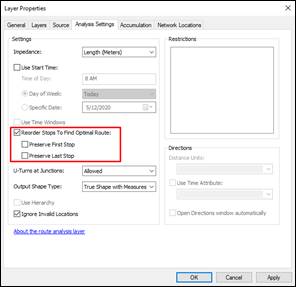 Layer Properties
General Layers Source Analysis Settings Accumulation Network Locations
Settings
Impedance: Length (Meters)
Use Start Time:
Time of Day: 8 AM
Day of Week: Today
Specific Date: 5/12/2020
Use Time Windows
Reorder Stops To Find Optimal Route:
Preserve First Stop
Preserve Last Stop
U-Turns at Junctions: Allowed
Output Shape Type: True Shape with Measures
Use Hierarchy
Ignore Invalid Locations
About the route analysis layer
Restrictions
Directions
Distance Units:
Use Time Attribute:
Open Directions window automatically
OK Cancel Apply